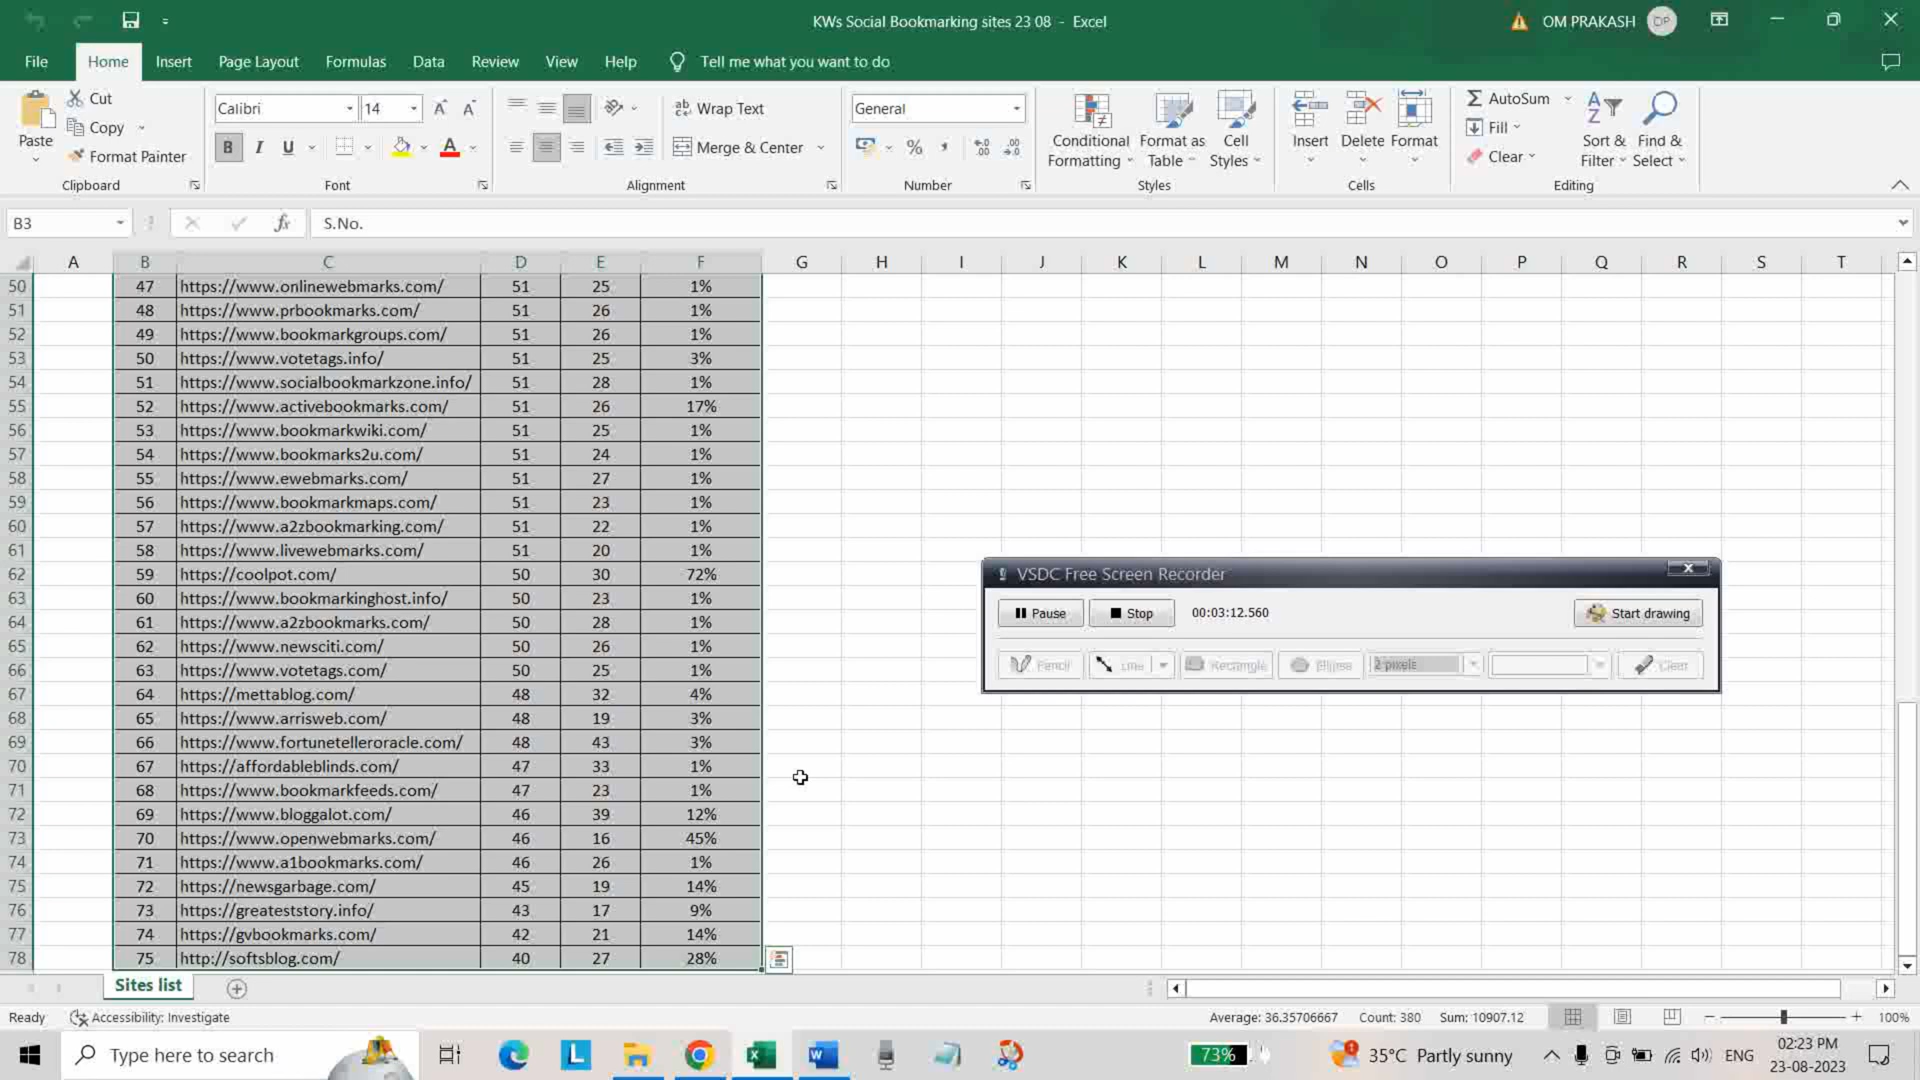 KWs Social Bookmarking sites 23 08 - Excel
OM PRAKASH OP
File Home Insert Page Layout Formulas Data Review View Help Tell me what you want to do
Paste
Cut
Copy
Format Painter
Clipboard
Calibri 14
B I U
Font
Wrap Text
Merge & Center
Alignment
General
Number
Conditional Formatting
Format as Table
Cell Styles
Styles
Insert Delete Format
Cells
AutoSum
Fill
Clear
Sort & Filter
Find & Select
Editing
B3 fx S.No.
A B C D E F G H I J K L M N O P Q R S T
50 47 https://www.onlinewebmarks.com/ 51 25 1%
51 48 https://www.prbookmarks.com/ 51 26 1%
52 49 https://www.bookmarkgroups.com/ 51 26 1%
53 50 https://www.votetags.info/ 51 25 3%
54 51 https://www.socialbookmarkzone.info/ 51 28 1%
55 52 https://www.activebookmarks.com/ 51 26 17%
56 53 https://www.bookmarkwiki.com/ 51 25 1%
57 54 https://www.bookmarks2u.com/ 51 24 1%
58 55 https://www.ewebmarks.com/ 51 27 1%
59 56 https://www.bookmarkmaps.com/ 51 23 1%
60 57 https://www.a2zbookmarking.com/ 51 22 1%
61 58 https://www.livewebmarks.com/ 51 20 1%
62 59 https://coolpot.com/ 50 30 72%
63 60 https://www.bookmarkinghost.info/ 50 23 1%
64 61 https://www.a2zbookmarks.com/ 50 28 1%
65 62 https://www.newsciti.com/ 50 26 1%
66 63 https://www.votetags.com/ 50 25 1%
67 64 https://mettablog.com/ 48 32 4%
68 65 https://www.arrisweb.com/ 48 19 3%
69 66 https://www.fortunetelleroracle.com/ 48 43 3%
70 67 https://affordableblinds.com/ 47 33 1%
71 68 https://www.bookmarkfeeds.com/ 47 23 1%
72 69 https://www.bloggalot.com/ 46 39 12%
73 70 https://www.openwebmarks.com/ 46 16 45%
74 71 https://www.a1bookmarks.com/ 46 26 1%
75 72 https://newsgarbage.com/ 45 19 14%
76 73 https://greateststory.info/ 43 17 9%
77 74 https://gvbookmarks.com/ 42 21 14%
78 75 http://softsblog.com/ 40 27 28%
VSDC Free Screen Recorder
Pause Stop 00:03:12.560 Start drawing
Pencil Line Rectangle Ellipse 2 pixels Clear
Sites list
Ready Accessibility: Investigate Average: 36.35706667 Count: 380 Sum: 10907.12 100%
Type here to search 73% 35°C Partly sunny ENG
02:23 PM
23-08-2023